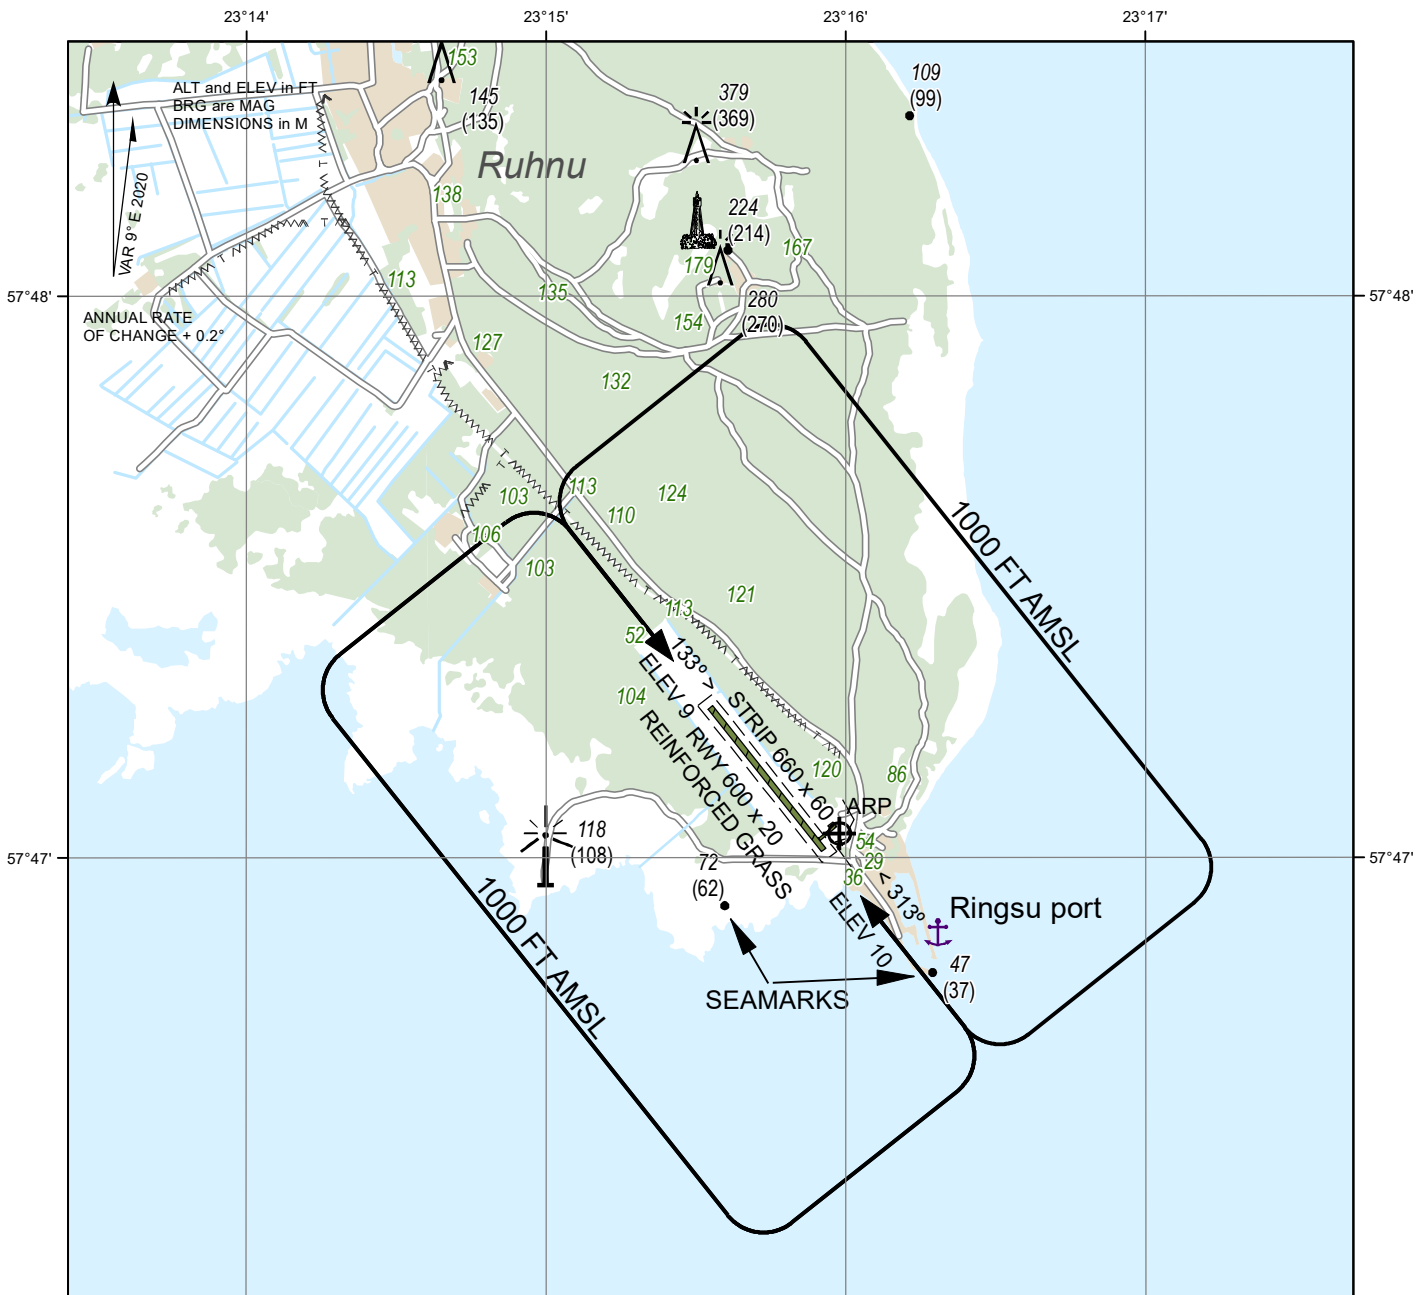 23°14'
23°15'
23°16'
23°17'
153
ALT and ELEV in FT
BRG are MAG
DIMENSIONS in M
145
(135)
379
(369)
109
(99)
Ruhnu
VAR 9° E 2020
138
224
(214)
167
179
113
135
57°48'
57°48'
280
(270)
154
ANNUAL RATE
OF CHANGE + 0.2°
127
132
103
113
124
110
106
103
1000 FT AMSL
121
113
52
133° >
104
ELEV 9
STRIP 660 x 60
RWY 600 x 20
REINFORCED GRASS
120
86
ARP
118
(108)
54
57°47'
57°47'
29
36
72
(62)
< 313°
ELEV 10
Ringsu port
1000 FT AMSL
47
(37)
SEAMARKS